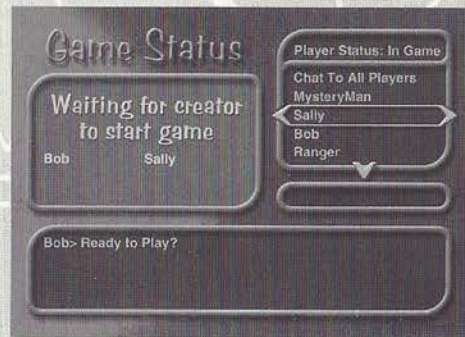 Game Status
Waiting for creator
to start game
Bob Sally
Player Status: In Game
Chat To All Players
MysteryMan
Sally
Bob
Ranger
Bob> Ready to Play?